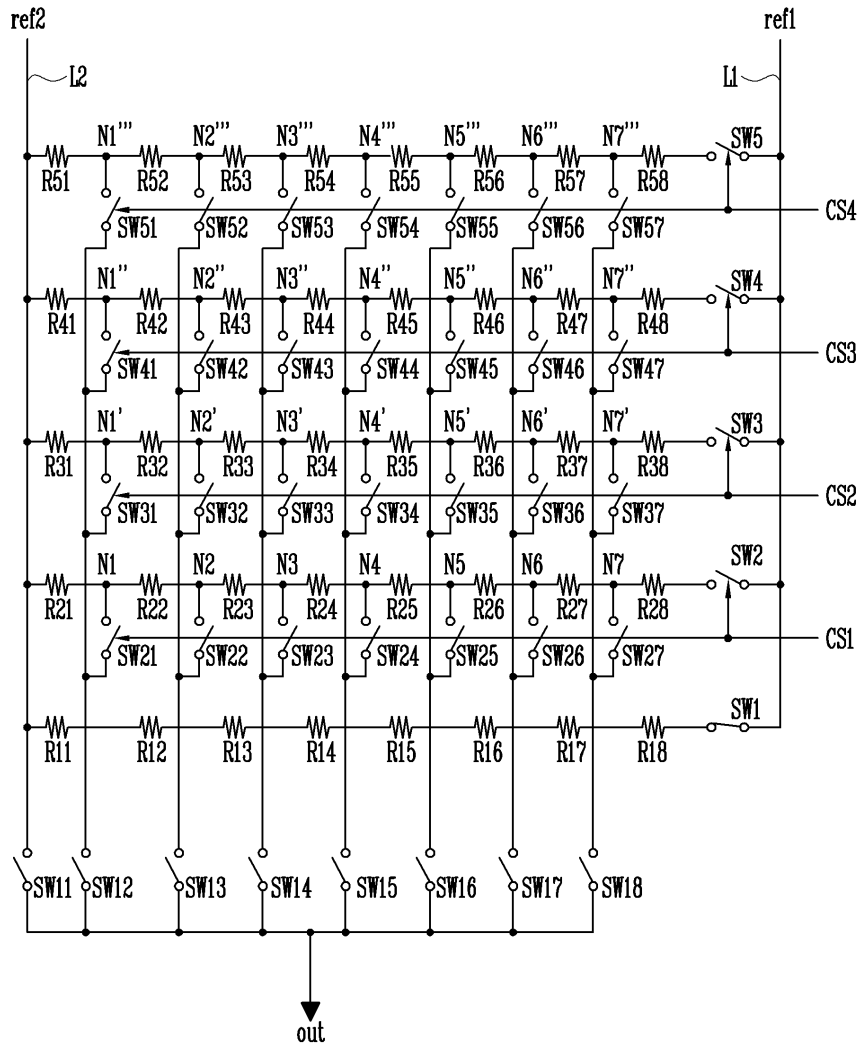 ref2 ref1
L2 L1
N1''' N2''' N3''' N4''' N5''' N6''' N7''' SW5
R51 R52 R53 R54 R55 R56 R57 R58
SW51 SW52 SW53 SW54 SW55 SW56 SW57 CS4
N1'' N2'' N3'' N4'' N5'' N6'' N7'' SW4
R41 R42 R43 R44 R45 R46 R47 R48
SW41 SW42 SW43 SW44 SW45 SW46 SW47 CS3
N1' N2' N3' N4' N5' N6' N7' SW3
R31 R32 R33 R34 R35 R36 R37 R38
SW31 SW32 SW33 SW34 SW35 SW36 SW37 CS2
N1 N2 N3 N4 N5 N6 N7 SW2
R21 R22 R23 R24 R25 R26 R27 R28
SW21 SW22 SW23 SW24 SW25 SW26 SW27 CS1
SW1
R11 R12 R13 R14 R15 R16 R17 R18
SW11 SW12 SW13 SW14 SW15 SW16 SW17 SW18
out